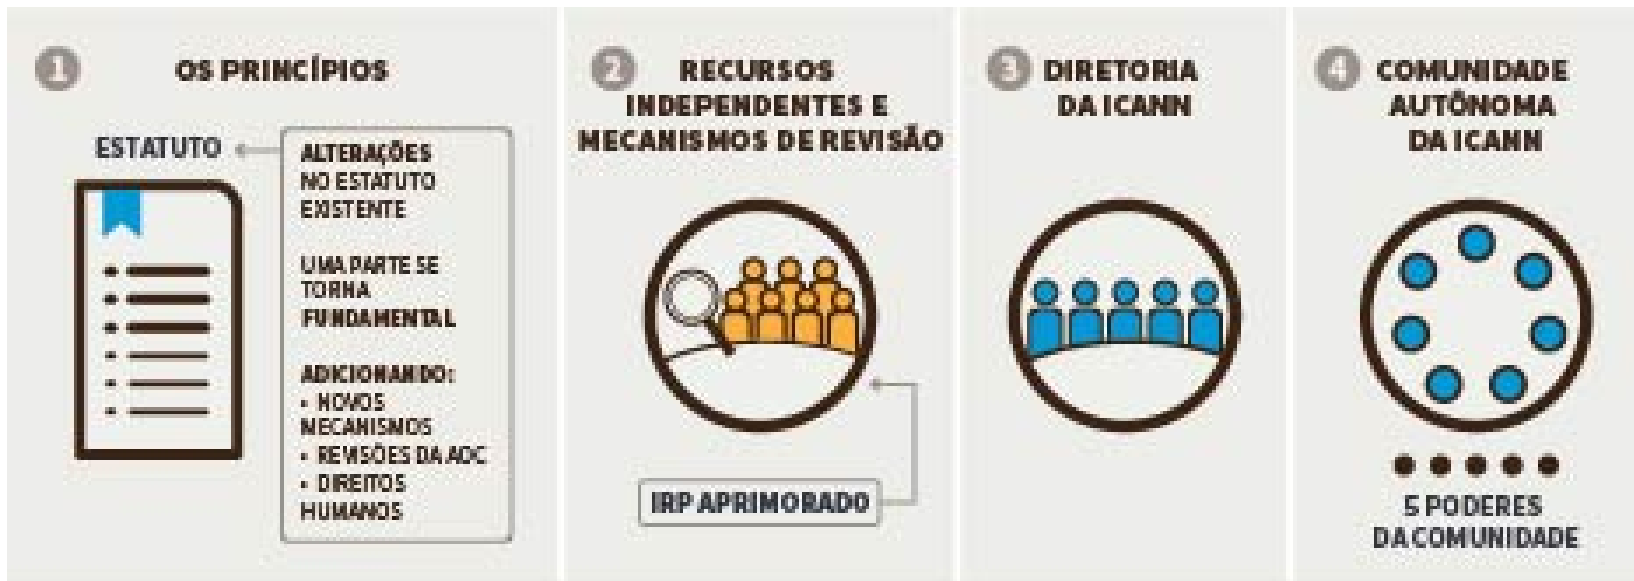 1 OS PRINCÍPIOS
ESTATUTO
ALTERAÇÕES
NO ESTATUTO
EXISTENTE
UMA PARTE SE
TORNA
FUNDAMENTAL
ADICIONANDO:
• NOVOS
MECANISMOS
• REVISÕES DA AOC
• DIREITOS
HUMANOS
2 RECURSOS
INDEPENDENTES E
MECANISMOS DE REVISÃO
IRP APRIMORADO
3 DIRETORIA
DA ICANN
4 COMUNIDADE
AUTÔNOMA
DA ICANN
5 PODERES
DA COMUNIDADE